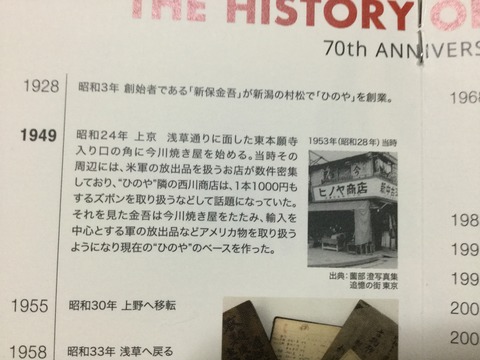 THE HISTORY O
70th ANNIVERS
1928
昭和3年 創始者である「新保金吾」が新潟の村松で「ひのや」を創業。
1949
昭和24年 上京　浅草通りに面した東本願寺
入り口の角に今川焼き屋を始める。当時その
周辺には、米軍の放出品を扱うお店が数件密集
しており、“ひのや”隣の西川商店は、1本1000円も
するズボンを取り扱うなどして話題になっていた。
それを見た金吾は今川焼き屋をたたみ、輸入を
中心とする軍の放出品などアメリカ物を取り扱う
ようになり現在の“ひのや”のベースを作った。
1953年(昭和28年)当時
ヒノヤ商店
出典：薗部 澄写真集
追憶の街 東京
1955
昭和30年 上野へ移転
1958
昭和33年 浅草へ戻る
1968
198
199
199
200
200